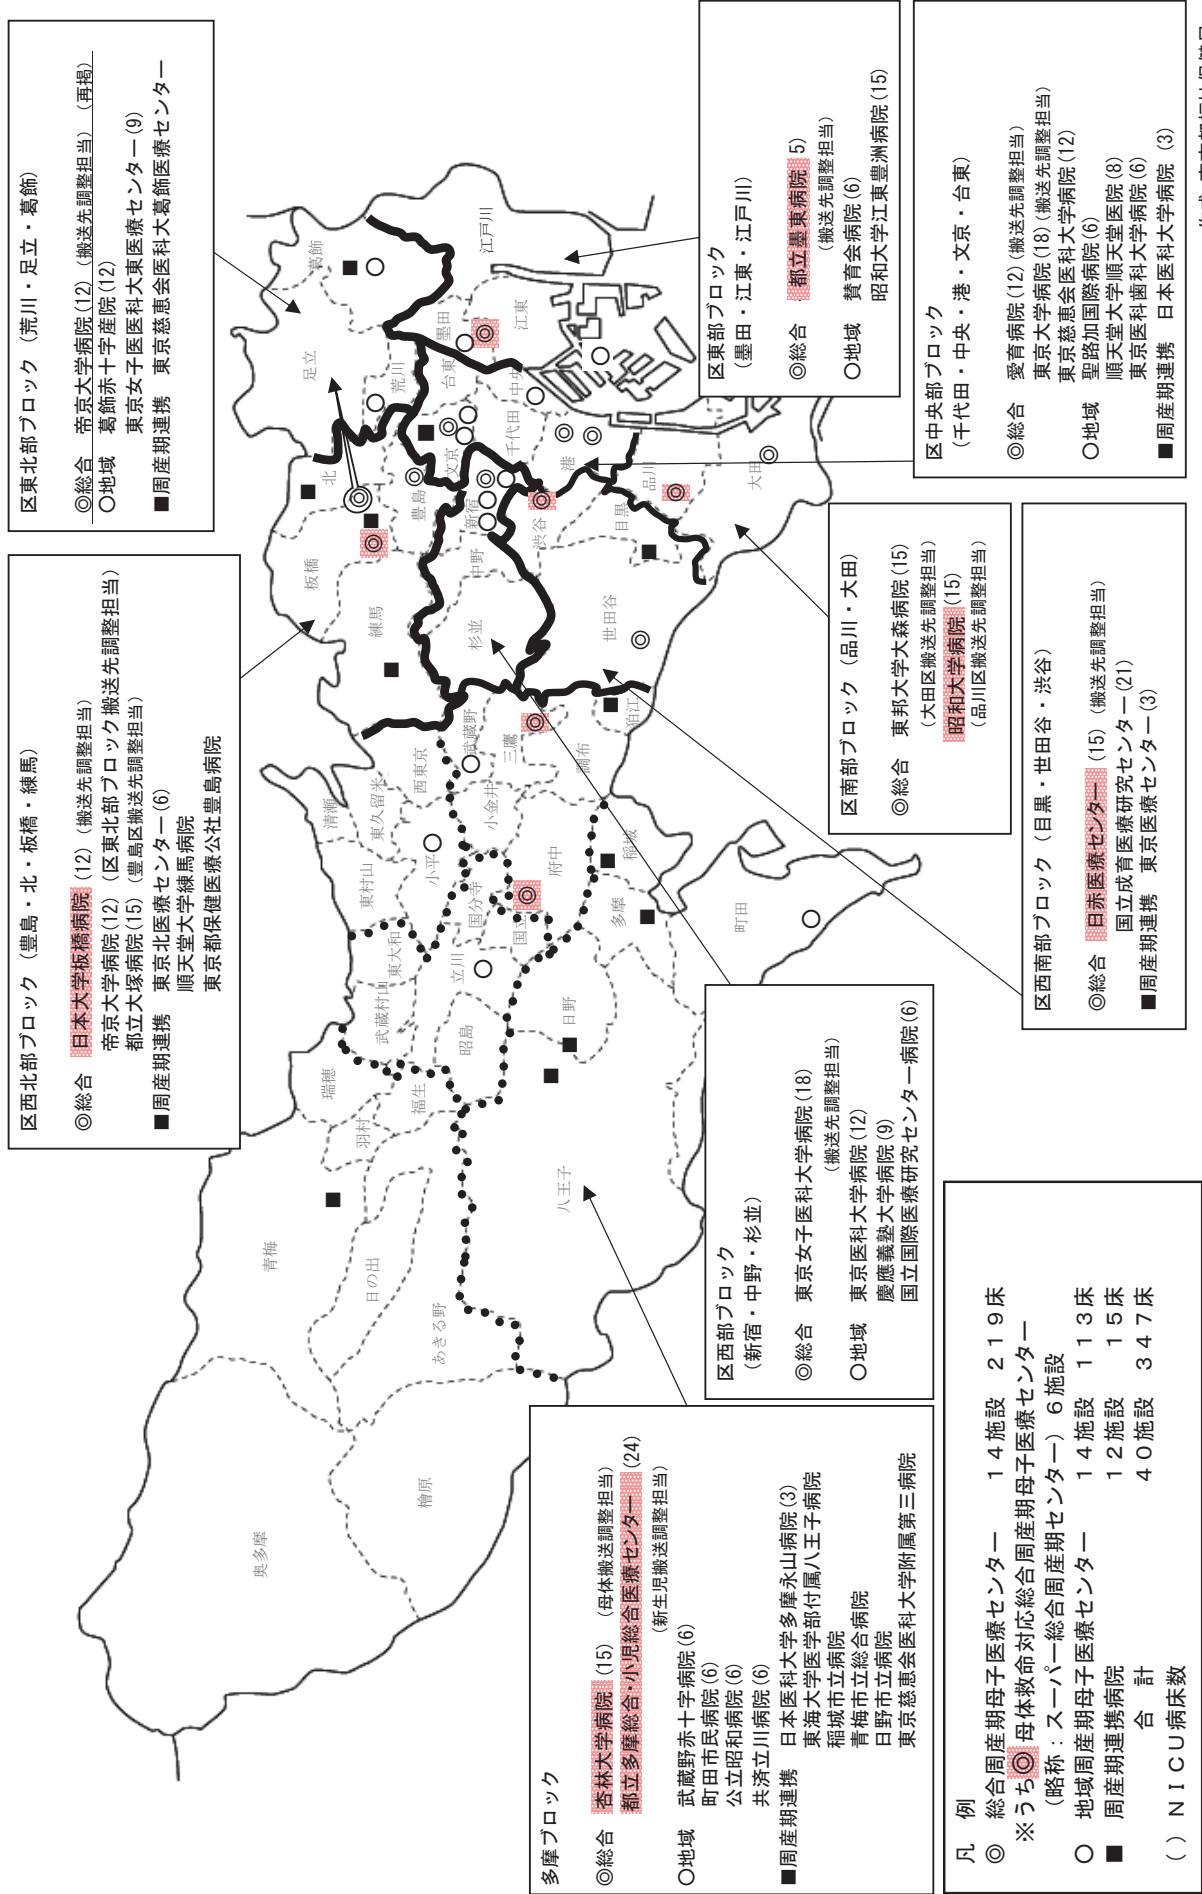 区東北部ブロック（荒川・足立・葛飾）
◎総合　帝京大学病院(12)（搬送先調整担当）（再掲）
○地域　葛飾赤十字産院(12)
東京女子医科大東医療センター(9)
■周産期連携　東京慈恵会医科大葛飾医療センター
区西北部ブロック（豊島・北・板橋・練馬）
◎総合　日本大学板橋病院(12)（搬送先調整担当）
帝京大学病院(12)（区東北部ブロック搬送先調整担当）
都立大塚病院(15)（豊島区搬送先調整担当）
■周産期連携　東京北医療センター(6)
順天堂大学練馬病院
東京都保健医療公社豊島病院
区東部ブロック
（墨田・江東・江戸川）
◎総合　都立墨東病院 5)
（搬送先調整担当）
○地域　賛育会病院(6)
昭和大学江東豊洲病院(15)
区中央部ブロック
（千代田・中央・港・文京・台東）
◎総合　愛育病院(12)(搬送先調整担当)
東京大学病院(18)(搬送先調整担当)
東京慈恵会医科大学病院(12)
○地域　聖路加国際病院(6)
順天堂大学順天堂医院(8)
東京医科歯科大学病院(6)
■周産期連携　日本医科大学病院 (3)
区南部ブロック（品川・大田）
◎総合　東邦大学大森病院(15)
（大田区搬送先調整担当）
昭和大学病院(15)
（品川区搬送先調整担当）
区西南部ブロック（目黒・世田谷・渋谷）
◎総合　日赤医療センター(15)（搬送先調整担当）
国立成育医療研究センター(21)
■周産期連携　東京医療センター(3)
区西部ブロック
（新宿・中野・杉並）
◎総合　東京女子医科大学病院(18)
（搬送先調整担当）
○地域　東京医科大学病院(12)
慶應義塾大学病院(9)
国立国際医療研究センター病院(6)
多摩ブロック
◎総合　杏林大学病院(15)（母体搬送調整担当）
都立多摩総合・小児総合医療センター(24)
（新生児搬送調整担当）
○地域　武蔵野赤十字病院(6)
町田市民病院(6)
公立昭和病院(6)
共済立川病院(6)
■周産期連携　日本医科大学多摩永山病院(3)
東海大学医学部付属八王子病院
稲城市立病院
青梅市立総合病院
日野市立病院
東京慈恵会医科大学附属第三病院
凡　例
◎　総合周産期母子医療センター　１４施設　２１９床
※うち◎母体救命対応総合周産期母子医療センター
（略称：スーパー総合周産期センター）６施設
○　地域周産期母子医療センター　１４施設　１１３床
■　周産期連携病院　１２施設　１５床
合　計　４０施設　３４７床
（ ）ＮＩＣＵ病床数
奥多摩
檜原
青梅
日の出
あきる野
八王子
瑞穂
羽村
福生
武蔵村山
昭島
日野
東大和
立川
東村山
国分寺
国立
小平
府中
多摩
稲城
町田
清瀬
東久留米
西東京
小金井
武蔵野
三鷹
調布
狛江
練馬
板橋
北
豊島
杉並
中野
新宿
世田谷
渋谷
目黒
品川
大田
港
文京
千代田
中央
台東
荒川
足立
葛飾
墨田
江東
江戸川